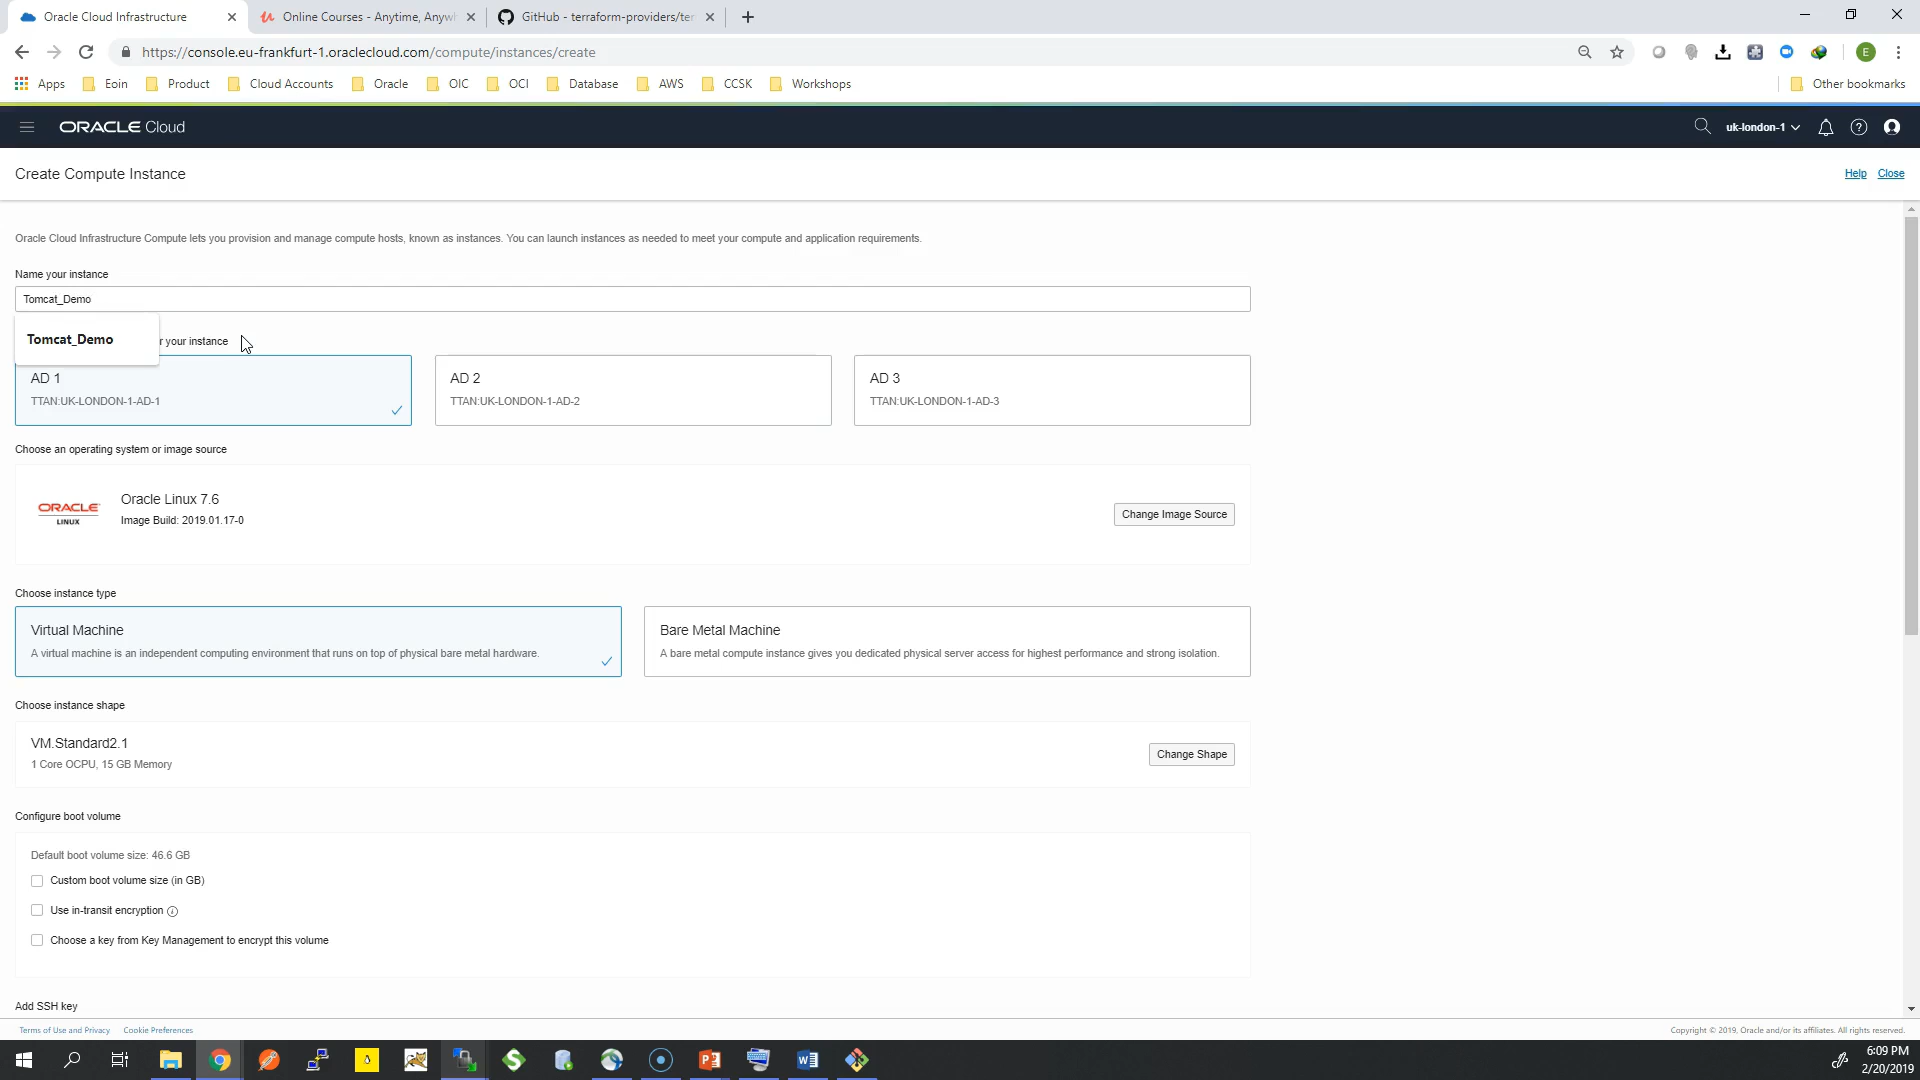 Oracle Cloud Infrastructure
Online Courses - Anytime, Anywh
GitHub - terraform-providers/ter
https://console.eu-frankfurt-1.oraclecloud.com/compute/instances/create
E
Apps
Eoin
Product
Cloud Accounts
Oracle
OIC
OCI
Database
AWS
CCSK
Workshops
Other bookmarks
ORACLE Cloud
uk-london-1
Create Compute Instance
Help
Close
Oracle Cloud Infrastructure Compute lets you provision and manage compute hosts, known as instances. You can launch instances as needed to meet your compute and application requirements.
Name your instance
Tomcat_Demo
Tomcat_Demo
r your instance
AD 1
TTAN:UK-LONDON-1-AD-1
AD 2
TTAN:UK-LONDON-1-AD-2
AD 3
TTAN:UK-LONDON-1-AD-3
Choose an operating system or image source
ORACLE
LINUX
Oracle Linux 7.6
Image Build: 2019.01.17-0
Change Image Source
Choose instance type
Virtual Machine
A virtual machine is an independent computing environment that runs on top of physical bare metal hardware.
Bare Metal Machine
A bare metal compute instance gives you dedicated physical server access for highest performance and strong isolation.
Choose instance shape
VM.Standard2.1
1 Core OCPU, 15 GB Memory
Change Shape
Configure boot volume
Default boot volume size: 46.6 GB
Custom boot volume size (in GB)
Use in-transit encryption
Choose a key from Key Management to encrypt this volume
Add SSH key
Terms of Use and Privacy
Cookie Preferences
Copyright © 2019, Oracle and/or its affiliates. All rights reserved.
6:09 PM
2/20/2019